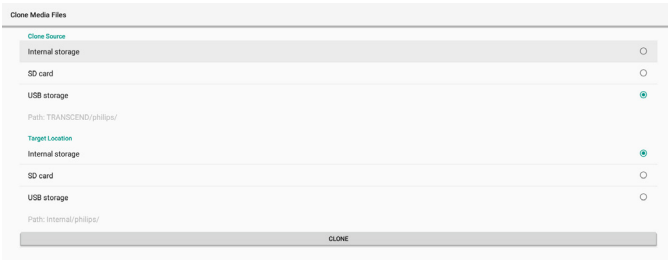 Clone Media Files
Clone Source
Internal storage
SD card
USB storage
Path: TRANSCEND/philips/
Target Location
Internal storage
SD card
USB storage
Path: Internal/philips/
CLONE